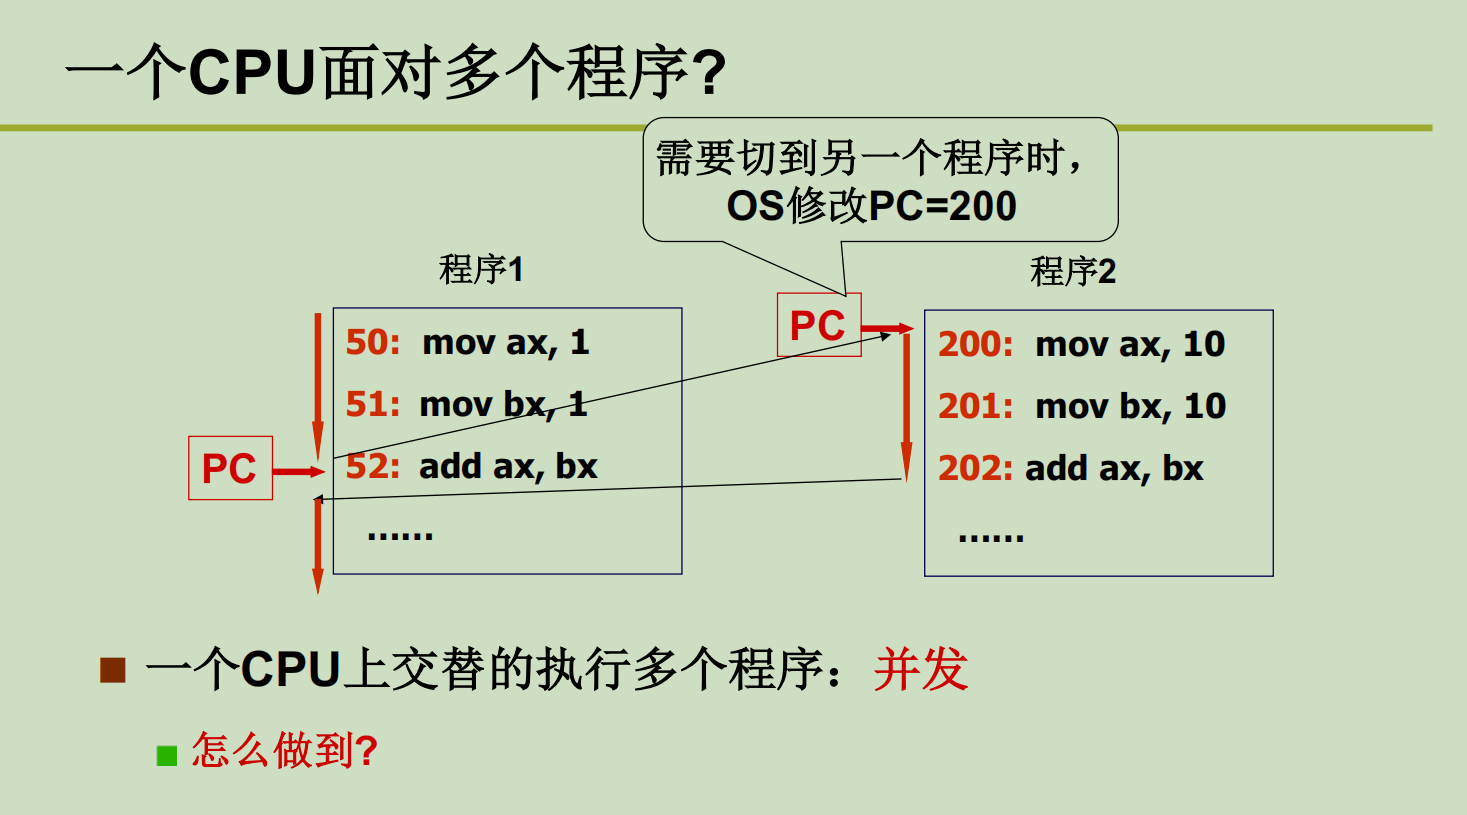 一个CPU面对多个程序?
需要切到另一个程序时,
OS修改PC=200
程序1
50: mov ax, 1
51: mov bx, 1
52: add ax, bx
......
PC
程序2
PC
200: mov ax, 10
201: mov bx, 10
202: add ax, bx
......
一个CPU上交替的执行多个程序：并发
怎么做到?